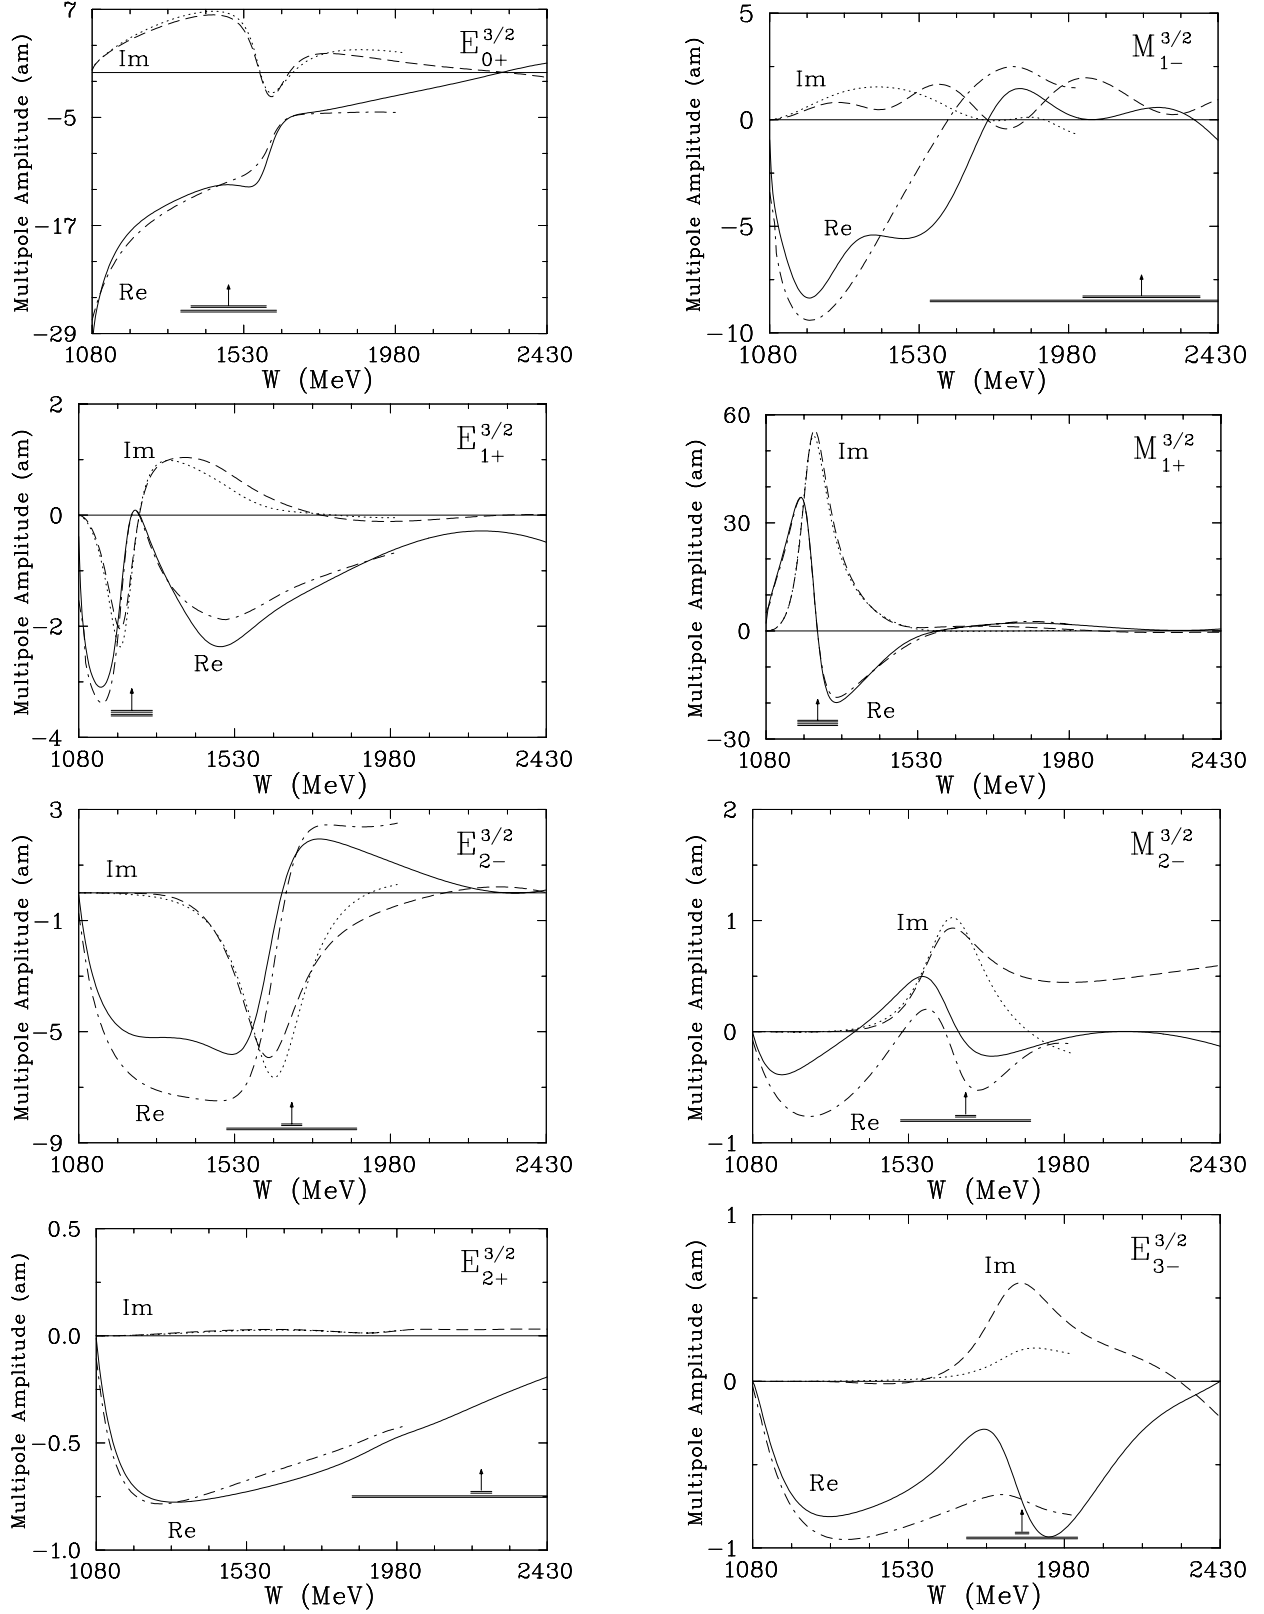 7
−5
−17
−29
Multipole Amplitude (am)
Im
Re
E 3/2 0+
1080 1530 1980 2430
W (MeV)
5
0
−5
−10
Multipole Amplitude (am)
Im
Re
M 3/2 1−
1080 1530 1980 2430
W (MeV)
2
0
−2
−4
Multipole Amplitude (am)
Im
Re
E 3/2 1+
1080 1530 1980 2430
W (MeV)
60
30
0
−30
Multipole Amplitude (am)
Im
Re
M 3/2 1+
1080 1530 1980 2430
W (MeV)
3
−1
−5
−9
Multipole Amplitude (am)
Im
Re
E 3/2 2−
1080 1530 1980 2430
W (MeV)
2
1
0
−1
Multipole Amplitude (am)
Im
Re
M 3/2 2−
1080 1530 1980 2430
W (MeV)
0.5
0.0
−0.5
−1.0
Multipole Amplitude (am)
Im
Re
E 3/2 2+
1080 1530 1980 2430
W (MeV)
1
0
−1
Multipole Amplitude (am)
Im
Re
E 3/2 3−
1080 1530 1980 2430
W (MeV)